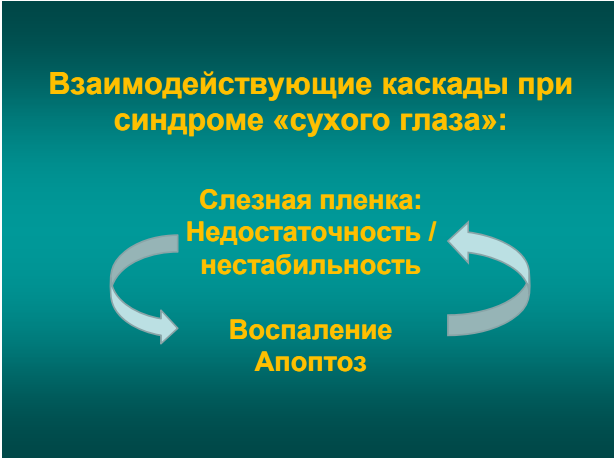 Взаимодействующие каскады при
синдроме «сухого глаза»:
Слезная пленка:
Недостаточность /
нестабильность
Воспаление
Апоптоз